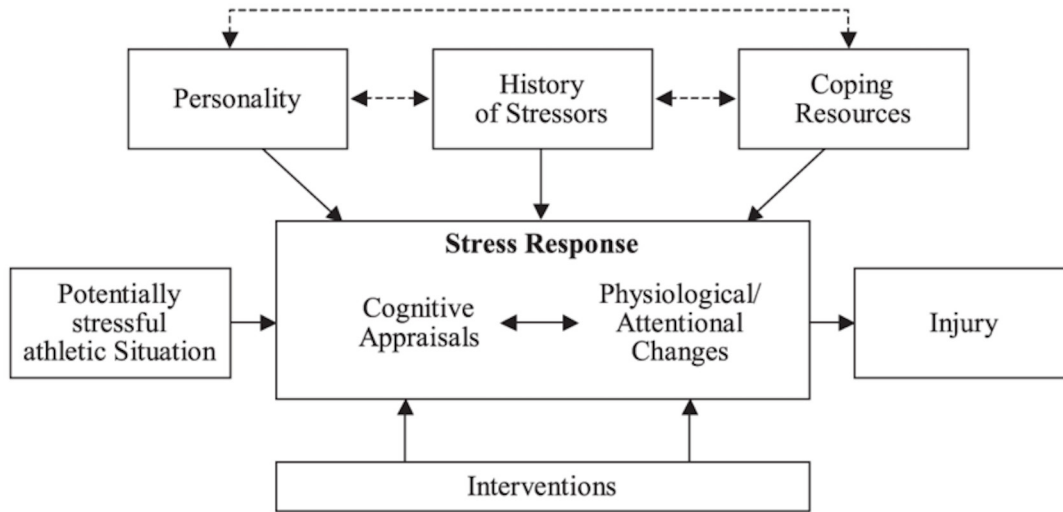 Personality
History
of Stressors
Coping
Resources
Stress Response
Potentially
stressful
athletic Situation
Cognitive
Appraisals
Physiological/
Attentional
Changes
Injury
Interventions